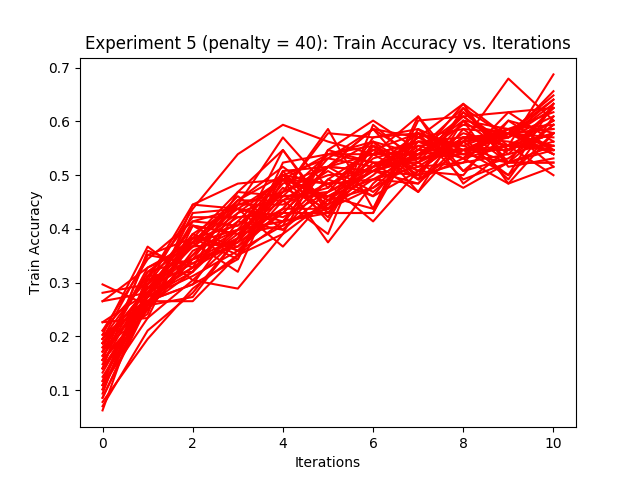 Experiment 5 (penalty = 40): Train Accuracy vs. Iterations
0.7
0.6
0.5
0.4
0.3
0.2
0.1
Train Accuracy
0 2 4 6 8 10
Iterations